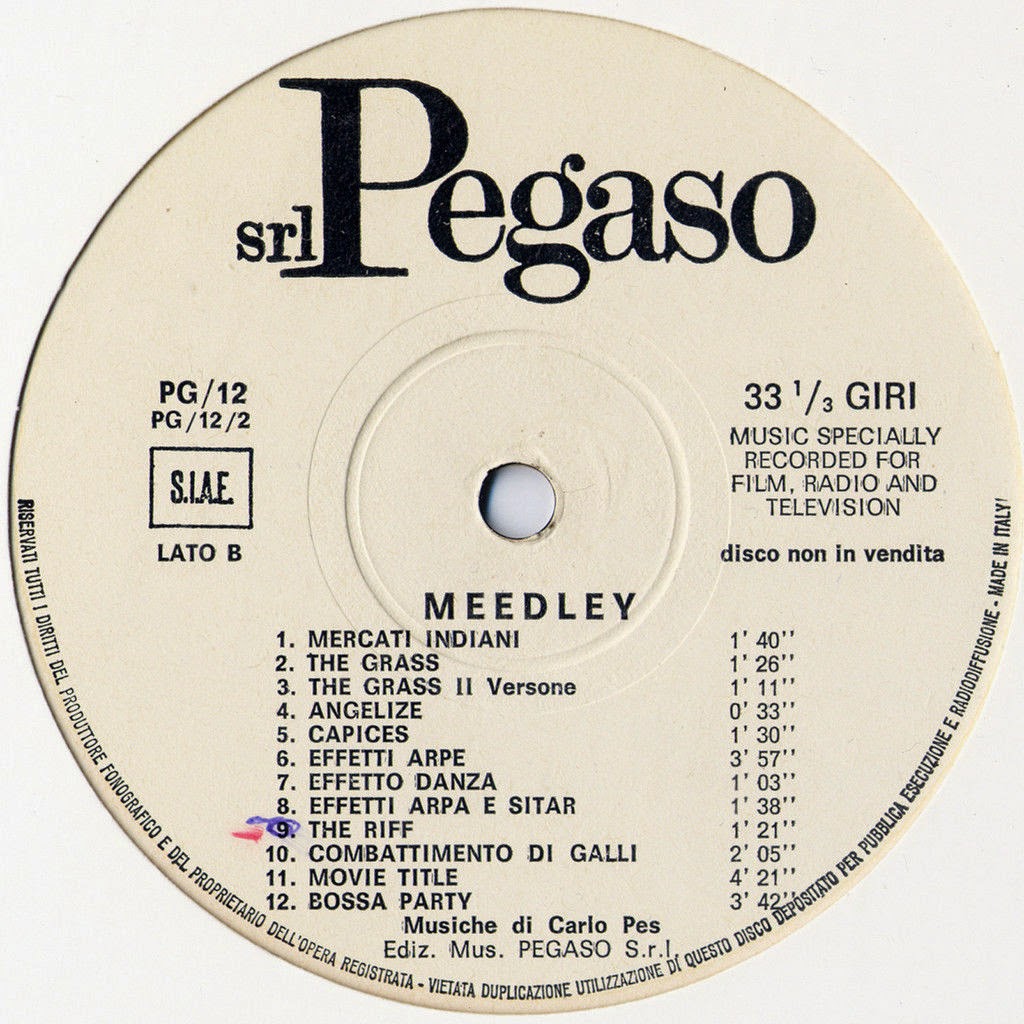 srl Pegaso
PG/12
PG/12/2
S.I.A.E.
LATO B
33 1/3 GIRI
MUSIC SPECIALLY
RECORDED FOR
FILM, RADIO AND
TELEVISION
disco non in vendita
MEEDLEY
1. MERCATI INDIANI 1' 40''
2. THE GRASS 1' 26''
3. THE GRASS II Versone 1' 11''
4. ANGELIZE 0' 33''
5. CAPICES 1' 30''
6. EFFETTI ARPE 3' 57''
7. EFFETTO DANZA 1' 03''
8. EFFETTI ARPA E SITAR 1' 38''
9. THE RIFF 1' 21''
10. COMBATTIMENTO DI GALLI 2' 05''
11. MOVIE TITLE 4' 21''
12. BOSSA PARTY 3' 42''
Musiche di Carlo Pes
Ediz. Mus. PEGASO S.r.l.
RISERVATI TUTTI I DIRITTI DEL PRODUTTORE FONOGRAFICO E DEL PROPRIETARIO DELL'OPERA REGISTRATA - VIETATA DUPLICAZIONE UTILIZZAZIONE DI QUESTO DISCO DEPOSITATO PER PUBBLICA ESECUZIONE E RADIODIFFUSIONE - MADE IN ITALY